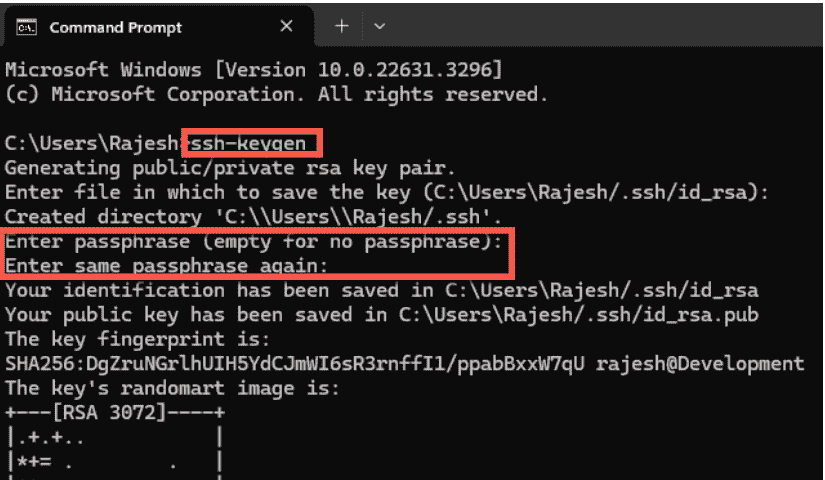 Command Prompt
Microsoft Windows [Version 10.0.22631.3296]
(c) Microsoft Corporation. All rights reserved.
C:\Users\Rajesh>ssh-keygen
Generating public/private rsa key pair.
Enter file in which to save the key (C:\Users\Rajesh/.ssh/id_rsa):
Created directory 'C:\\Users\\Rajesh/.ssh'.
Enter passphrase (empty for no passphrase):
Enter same passphrase again:
Your identification has been saved in C:\Users\Rajesh/.ssh/id_rsa
Your public key has been saved in C:\Users\Rajesh/.ssh/id_rsa.pub
The key fingerprint is:
SHA256:DgZruNGrlhUIH5YdCJmWI6sR3rnffI1/ppabBxxW7qU rajesh@Development
The key's randomart image is:
+---[RSA 3072]----+
|.+.+..           |
|*+= .        .   |